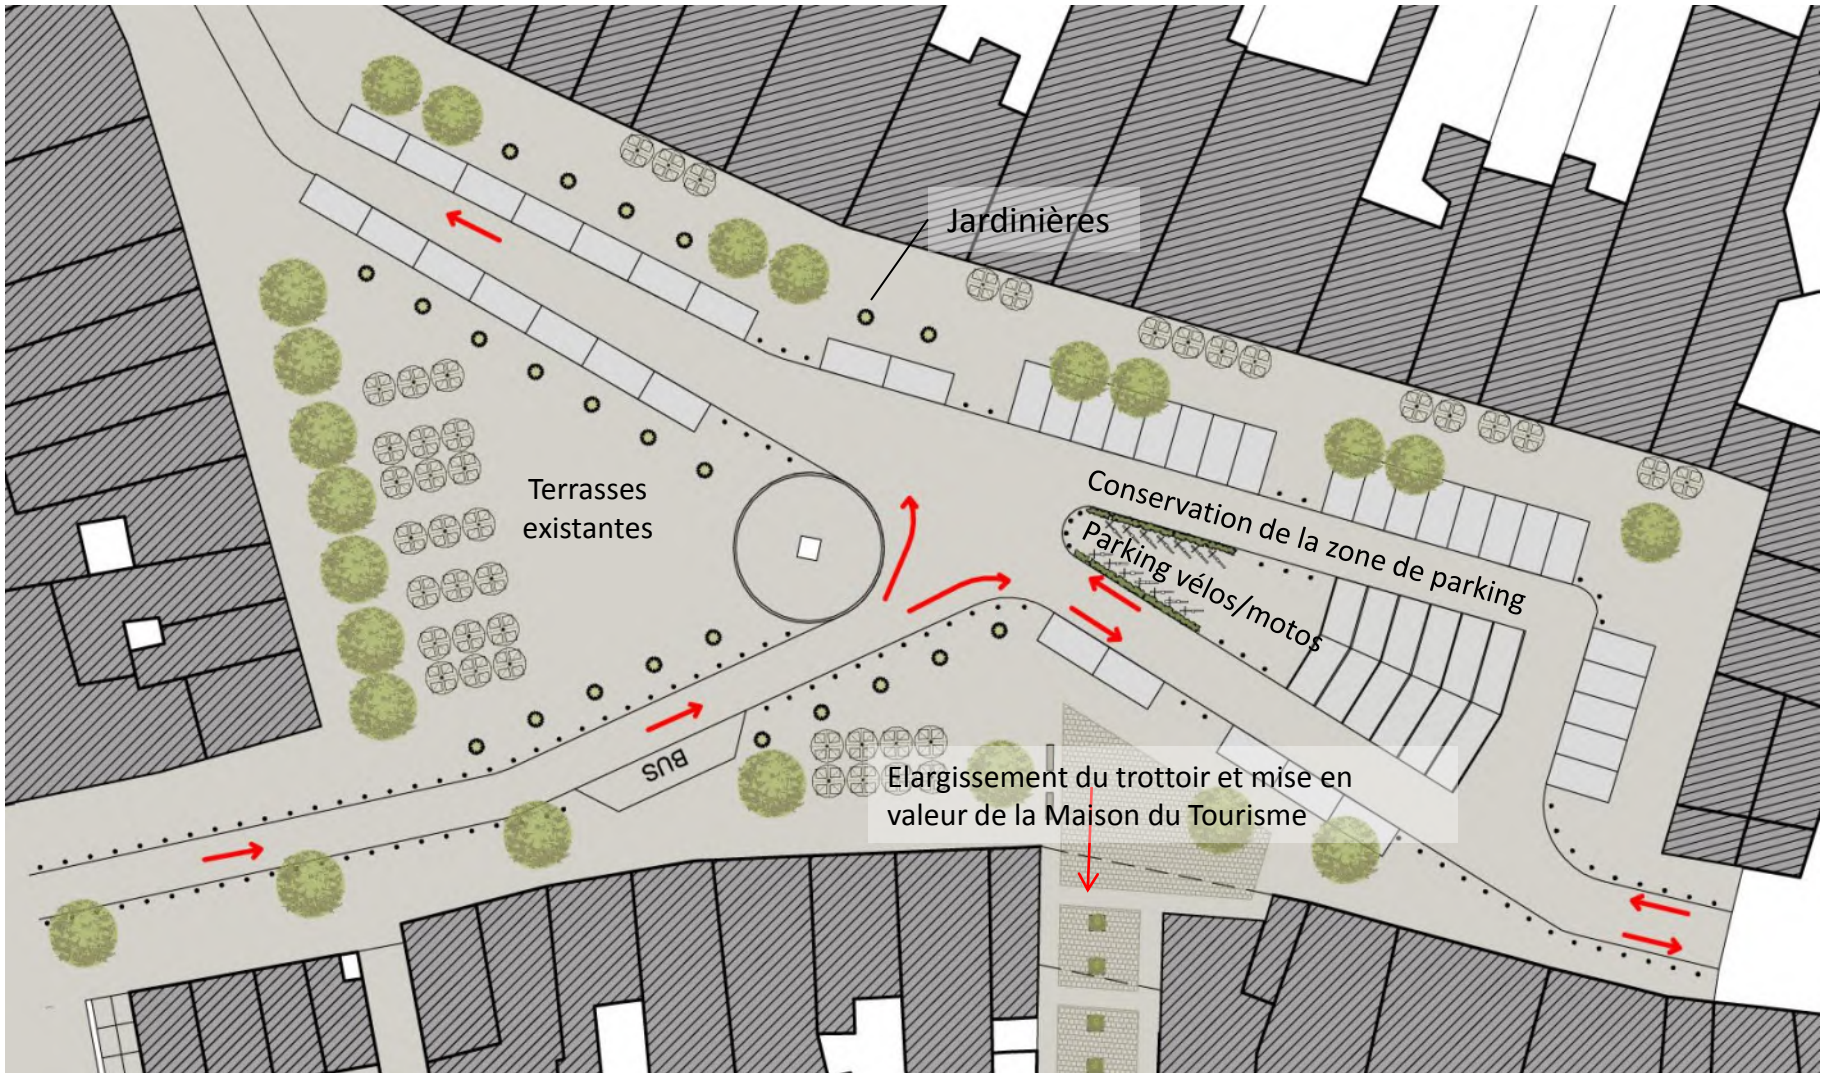 Jardinières
Terrasses
existantes
Conservation de la zone de parking
Parking vélos/motos
BUS
Elargissement du trottoir et mise en
valeur de la Maison du Tourisme